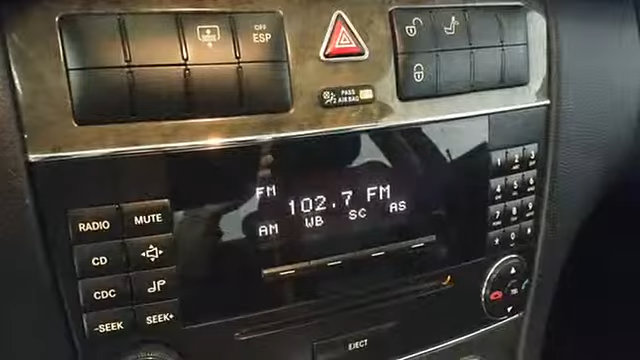 OFF
ESP
PASS
AIR BAG
FM
102.7 FM
AM WB SC AS
RADIO MUTE
CD
CDC
-SEEK SEEK+
1 2 3
4 5 6
7 8 9
* 0
EJECT